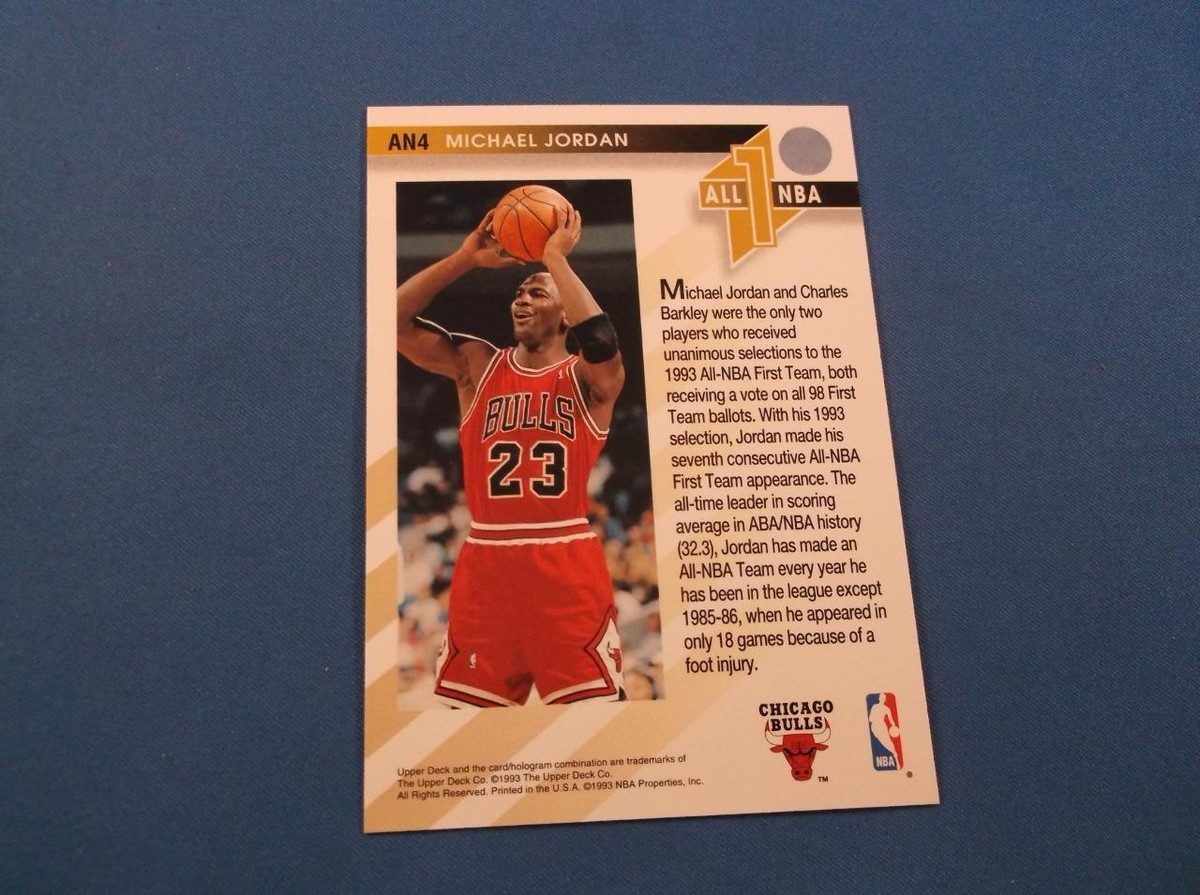 AN4 MICHAEL JORDAN
ALL 1 NBA
BULLS
23
Michael Jordan and Charles
Barkley were the only two
players who received
unanimous selections to the
1993 All-NBA First Team, both
receiving a vote on all 98 First
Team ballots. With his 1993
selection, Jordan made his
seventh consecutive All-NBA
First Team appearance. The
all-time leader in scoring
average in ABA/NBA history
(32.3), Jordan has made an
All-NBA Team every year he
has been in the league except
1985-86, when he appeared in
only 18 games because of a
foot injury.
CHICAGO
BULLS
TM
NBA
®
Upper Deck and the card/hologram combination are trademarks of
The Upper Deck Co. ©1993 The Upper Deck Co.
All Rights Reserved. Printed in the U.S.A. ©1993 NBA Properties, Inc.